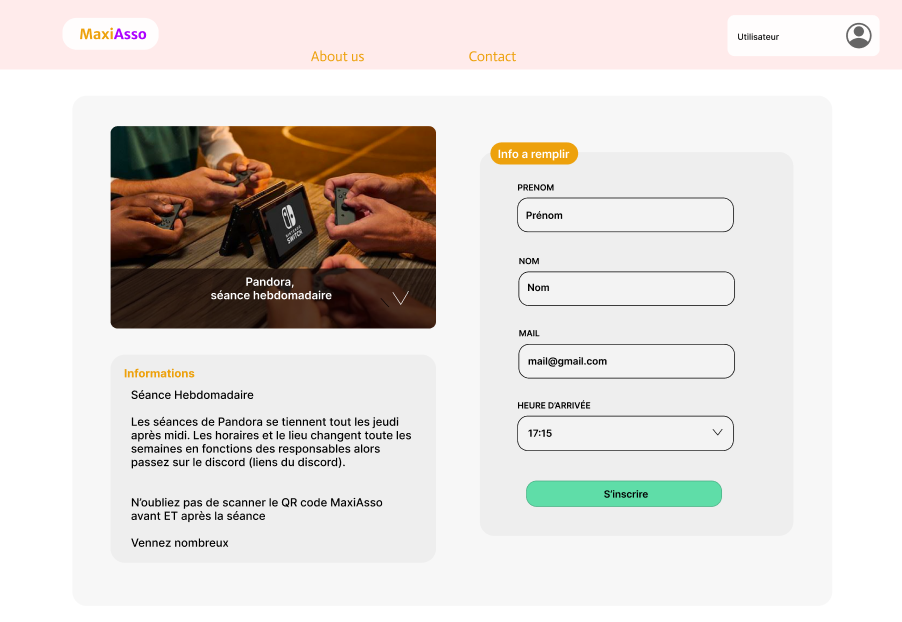 MaxiAsso
About us
Contact
Utilisateur
NINTENDO
SWITCH
Pandora,
séance hebdomadaire
Informations
Séance Hebdomadaire
Les séances de Pandora se tiennent tout les jeudi
après midi. Les horaires et le lieu changent toute les
semaines en fonctions des responsables alors
passez sur le discord (liens du discord).
N'oubliez pas de scanner le QR code MaxiAsso
avant ET après la séance
Vennez nombreux
Info a remplir
PRENOM
Prénom
NOM
Nom
MAIL
mail@gmail.com
HEURE D'ARRIVÉE
17:15
S'inscrire